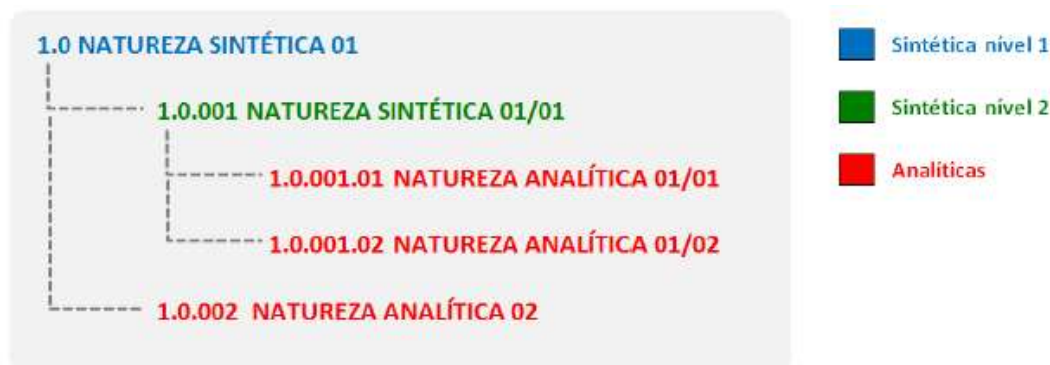 1.0 NATUREZA SINTÉTICA 01
1.0.001 NATUREZA SINTÉTICA 01/01
1.0.001.01 NATUREZA ANALÍTICA 01/01
1.0.001.02 NATUREZA ANALÍTICA 01/02
1.0.002 NATUREZA ANALÍTICA 02
Sintética nível 1
Sintética nível 2
Analíticas